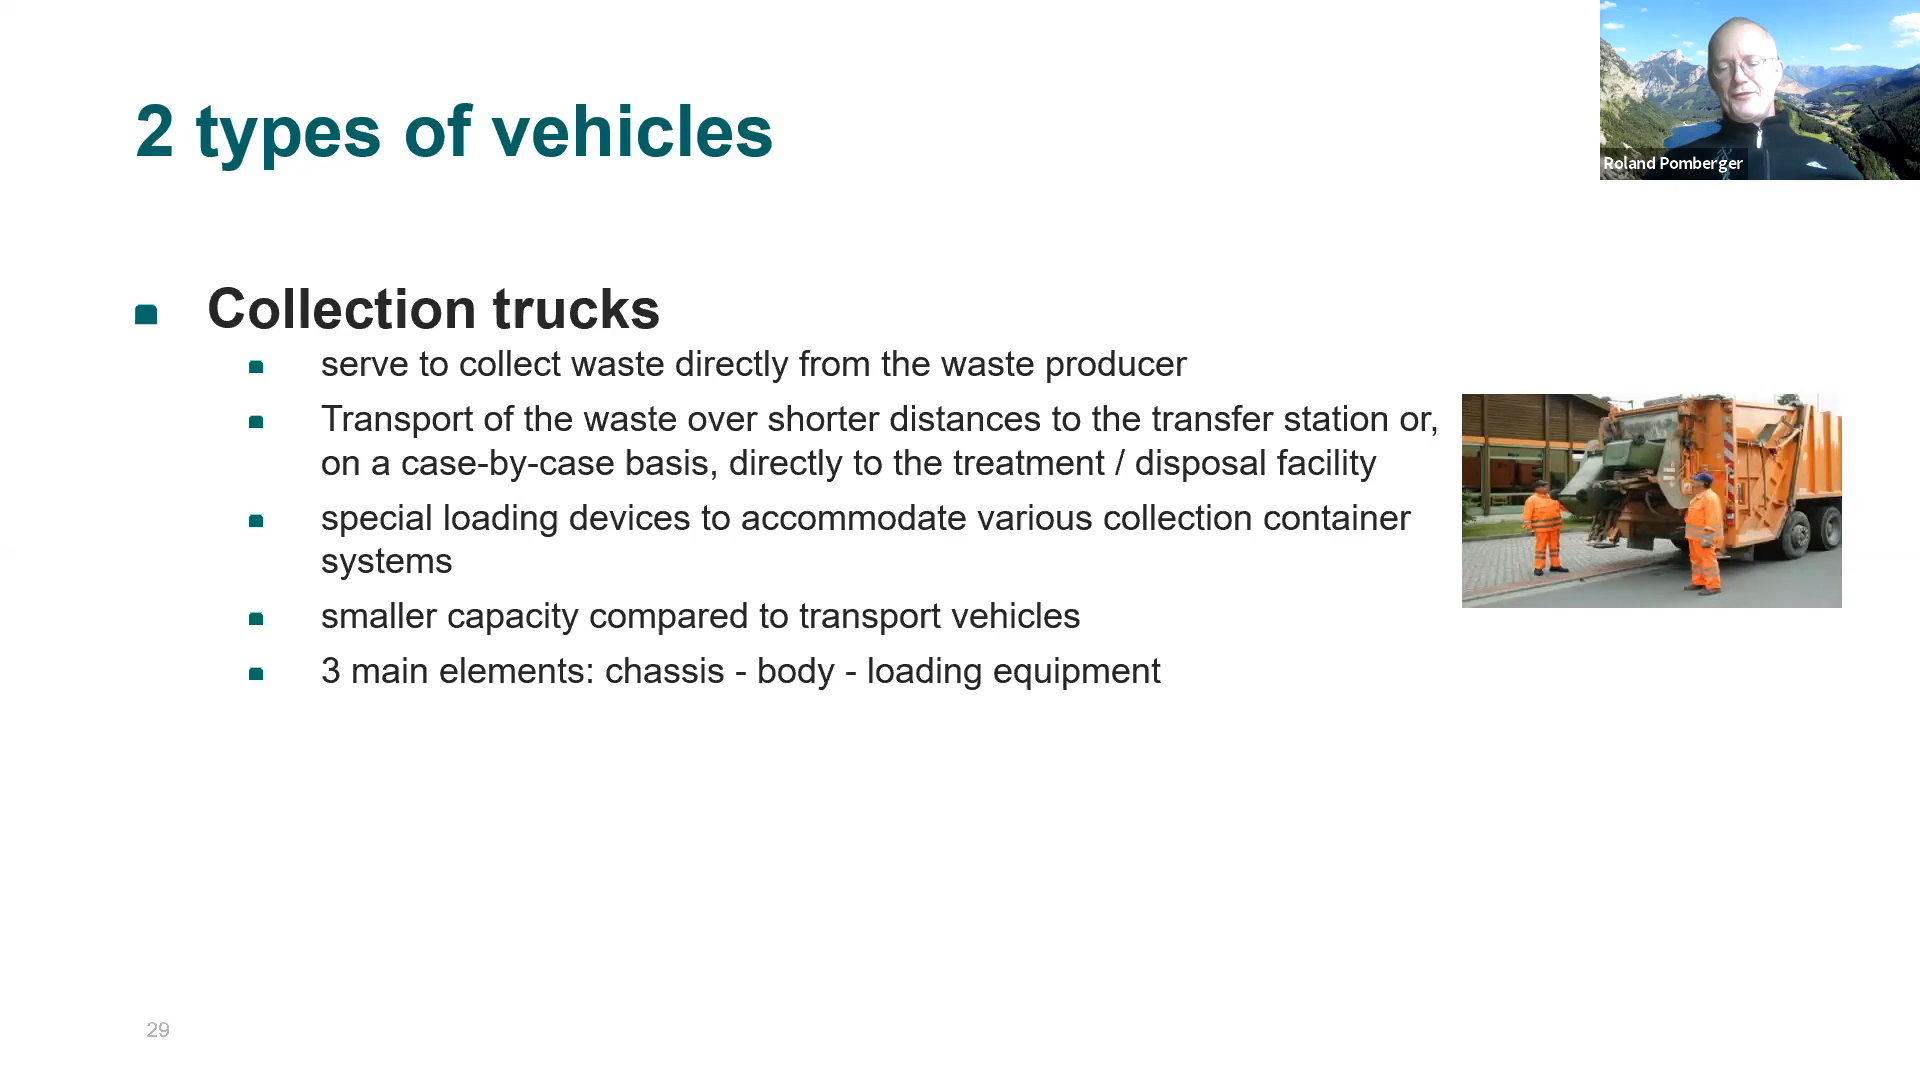 2 types of vehicles
Roland Pomberger
Collection trucks
serve to collect waste directly from the waste producer
Transport of the waste over shorter distances to the transfer station or,
on a case-by-case basis, directly to the treatment / disposal facility
special loading devices to accommodate various collection container
systems
smaller capacity compared to transport vehicles
3 main elements: chassis - body - loading equipment
29